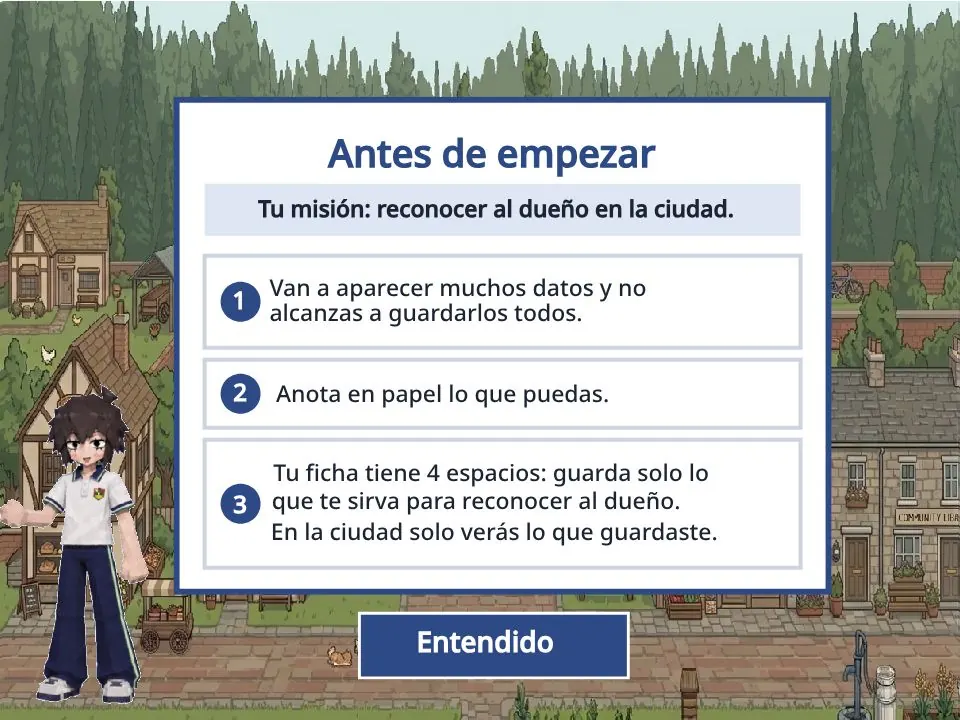 Antes de empezar
Tu misión: reconocer al dueño en la ciudad.
1
Van a aparecer muchos datos y no
alcanzas a guardarlos todos.
2
Anota en papel lo que puedas.
3
Tu ficha tiene 4 espacios: guarda solo lo
que te sirva para reconocer al dueño.
En la ciudad solo verás lo que guardaste.
COMMUNITY
Entendido